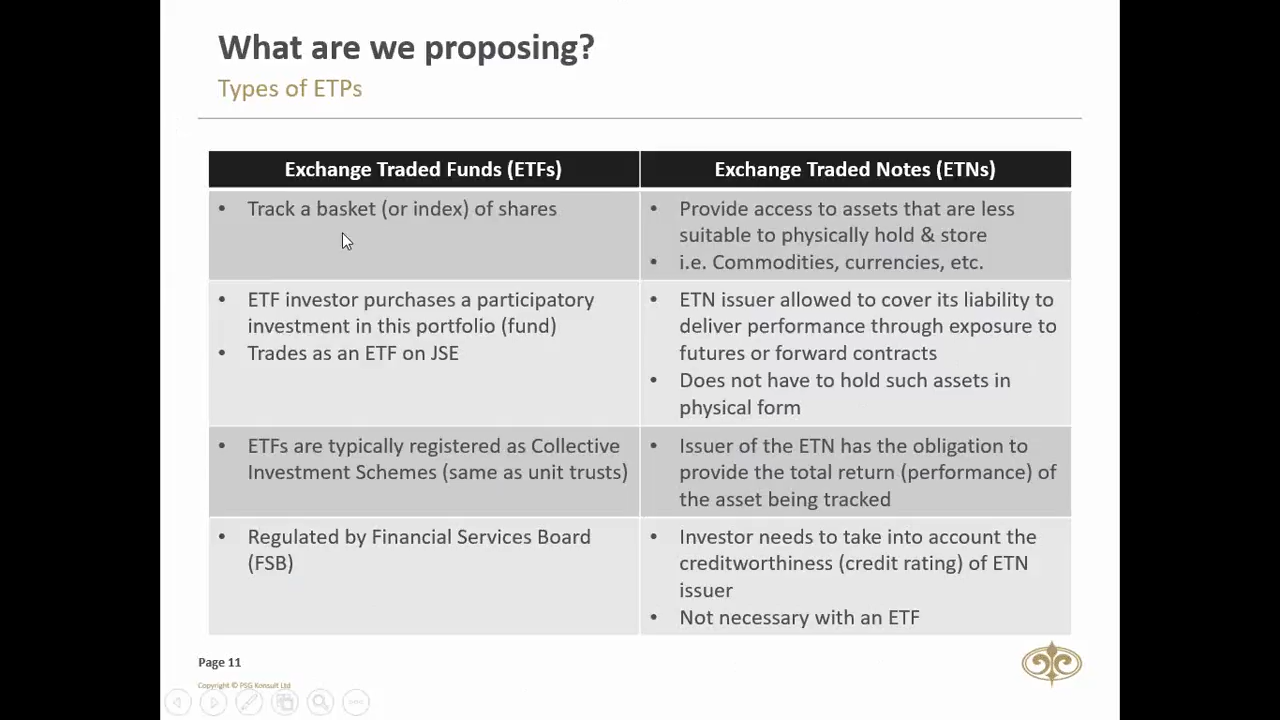 What are we proposing?
Types of ETPs
Exchange Traded Funds (ETFs)
Exchange Traded Notes (ETNs)
• Track a basket (or index) of shares
• Provide access to assets that are less
suitable to physically hold & store
• i.e. Commodities, currencies, etc.
• ETF investor purchases a participatory
investment in this portfolio (fund)
• Trades as an ETF on JSE
• ETN issuer allowed to cover its liability to
deliver performance through exposure to
futures or forward contracts
• Does not have to hold such assets in
physical form
• ETFs are typically registered as Collective
Investment Schemes (same as unit trusts)
• Issuer of the ETN has the obligation to
provide the total return (performance) of
the asset being tracked
• Regulated by Financial Services Board
(FSB)
• Investor needs to take into account the
creditworthiness (credit rating) of ETN
issuer
• Not necessary with an ETF
Page 11
Copyright © PSG Konsult Ltd